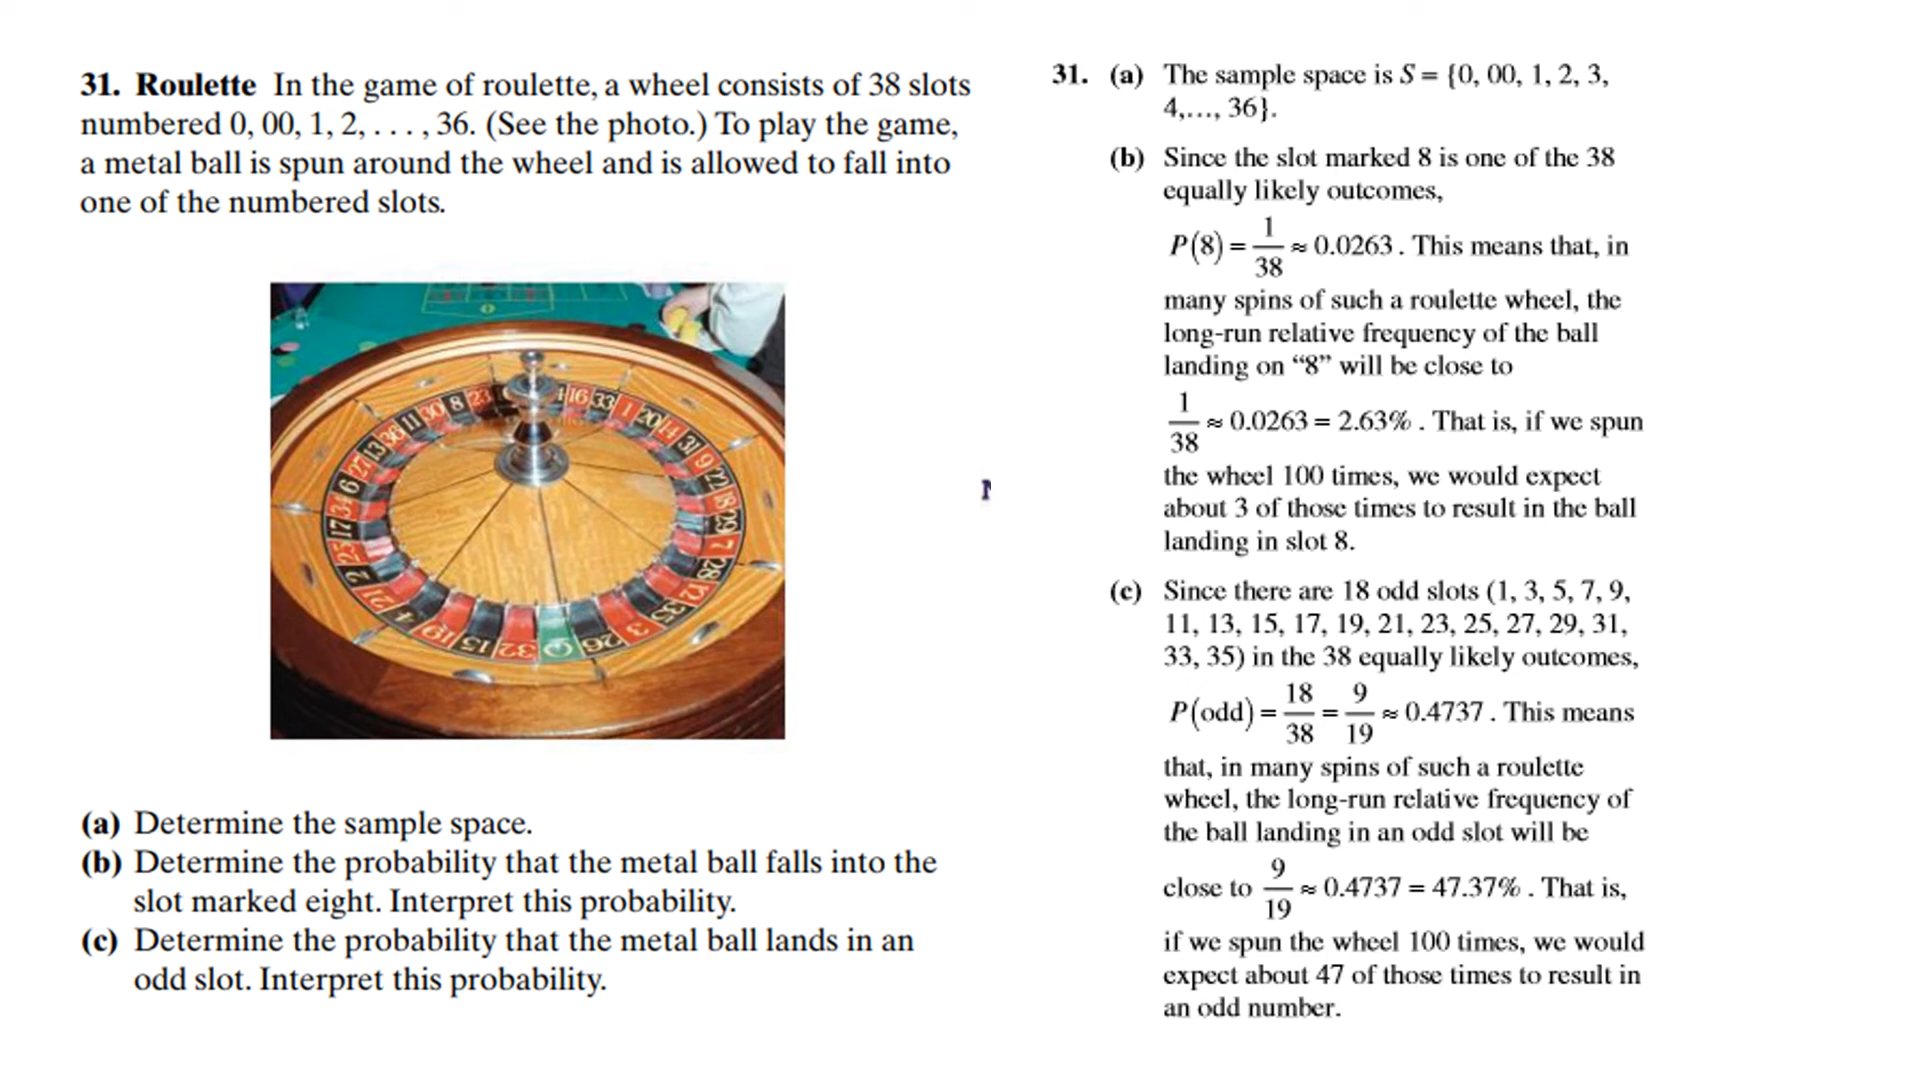 31. Roulette In the game of roulette, a wheel consists of 38 slots
numbered 0, 00, 1, 2, . . . , 36. (See the photo.) To play the game,
a metal ball is spun around the wheel and is allowed to fall into
one of the numbered slots.
(a) Determine the sample space.
(b) Determine the probability that the metal ball falls into the
slot marked eight. Interpret this probability.
(c) Determine the probability that the metal ball lands in an
odd slot. Interpret this probability.
31. (a) The sample space is S = {0, 00, 1, 2, 3,
4,..., 36}.
(b) Since the slot marked 8 is one of the 38
equally likely outcomes,
P(8) = 1/38 ≈ 0.0263 . This means that, in
many spins of such a roulette wheel, the
long-run relative frequency of the ball
landing on “8” will be close to
1/38 ≈ 0.0263 = 2.63% . That is, if we spun
the wheel 100 times, we would expect
about 3 of those times to result in the ball
landing in slot 8.
(c) Since there are 18 odd slots (1, 3, 5, 7, 9,
11, 13, 15, 17, 19, 21, 23, 25, 27, 29, 31,
33, 35) in the 38 equally likely outcomes,
P(odd) = 18/38 = 9/19 ≈ 0.4737 . This means
that, in many spins of such a roulette
wheel, the long-run relative frequency of
the ball landing in an odd slot will be
close to 9/19 ≈ 0.4737 = 47.37% . That is,
if we spun the wheel 100 times, we would
expect about 47 of those times to result in
an odd number.